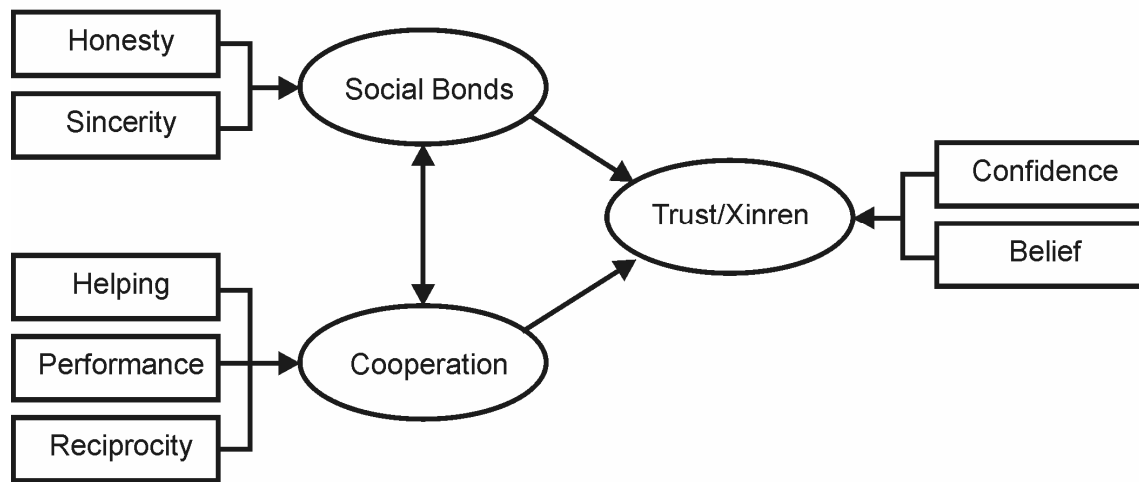 Honesty
Sincerity
Social Bonds
Helping
Performance
Reciprocity
Cooperation
Trust/Xinren
Confidence
Belief